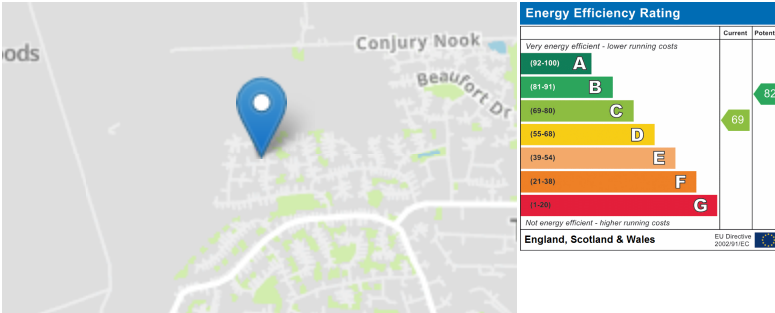 oods
Conjury Nook
Beaufort Dr
Energy Efficiency Rating
Current
Potent
Very energy efficient - lower running costs
(92-100) A
(81-91) B
82
(69-80) C
69
(55-68) D
(39-54) E
(21-38) F
(1-20) G
Not energy efficient - higher running costs
England, Scotland & Wales
EU Directive
2002/91/EC